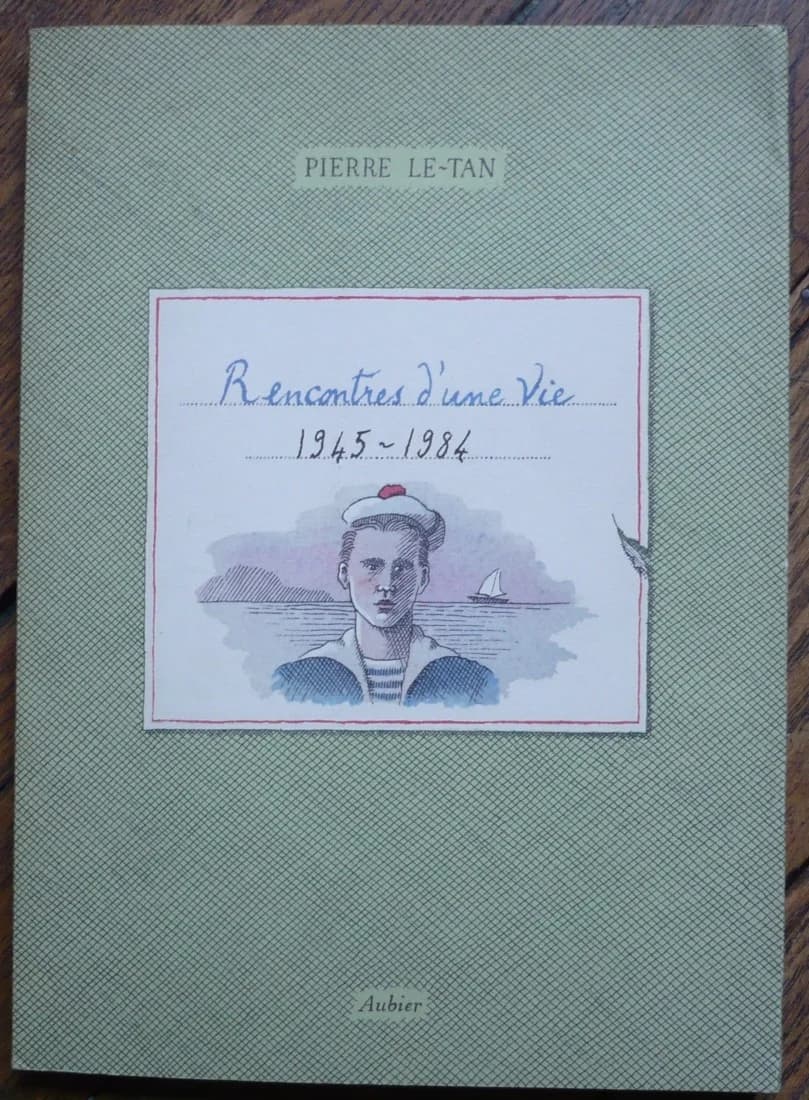 PIERRE LE~TAN
Rencontres d'une Vie
1945~1984
Aubier